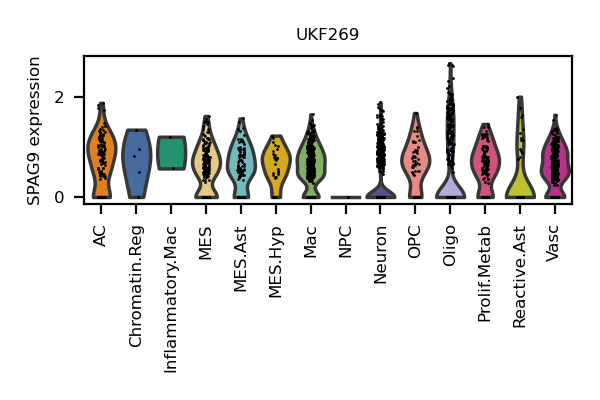 UKF269
SPAG9 expression
2
0
AC
Chromatin.Reg
Inflammatory.Mac
MES
MES.Ast
MES.Hyp
Mac
NPC
Neuron
OPC
Oligo
Prolif.Metab
Reactive.Ast
Vasc